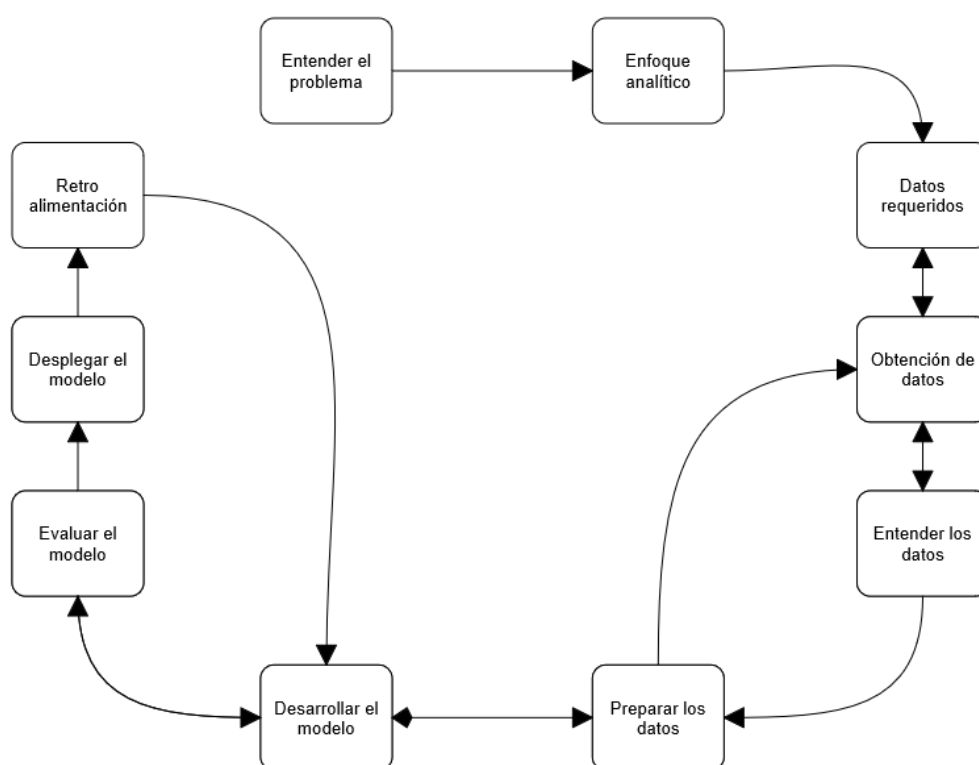 Entender el
problema
Enfoque
analítico
Datos
requeridos
Obtención de
datos
Entender los
datos
Preparar los
datos
Desarrollar el
modelo
Evaluar el
modelo
Desplegar el
modelo
Retro
alimentación